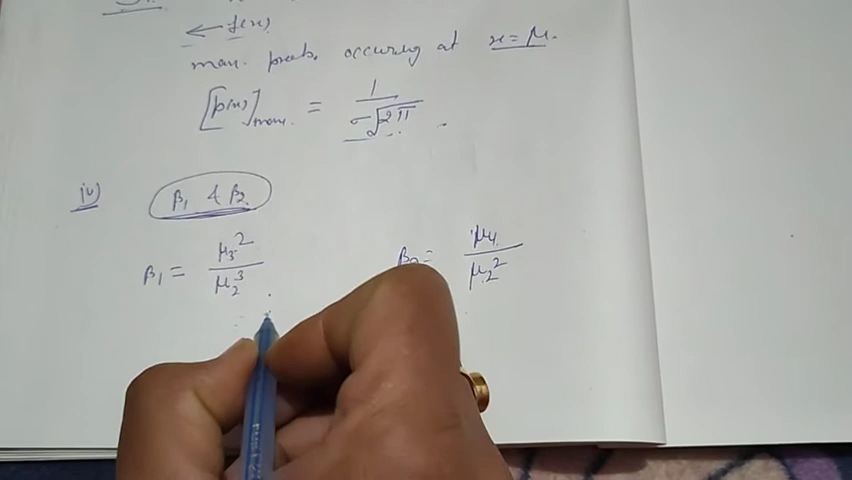 ← f(x)
max. prob. occuring at x = μ.
[p(x)]max. = 1 / σ√2π .
iv) β1 & β2
β1 = μ3² / μ2³ β2 = μ4 / μ2²